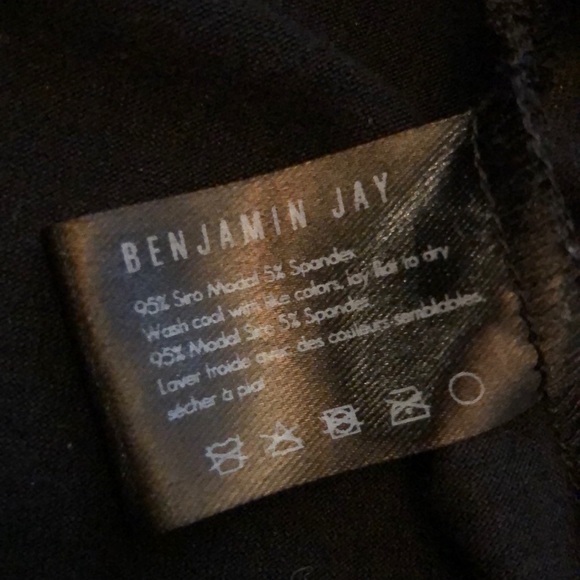 BENJAMIN JAY
95% Siro Modal 5% Spandex
Wash cool with like colors, lay flat to dry
95% Modal Siro 5% Spandex
Laver froide avec des couleurs semblables,
sécher à plat